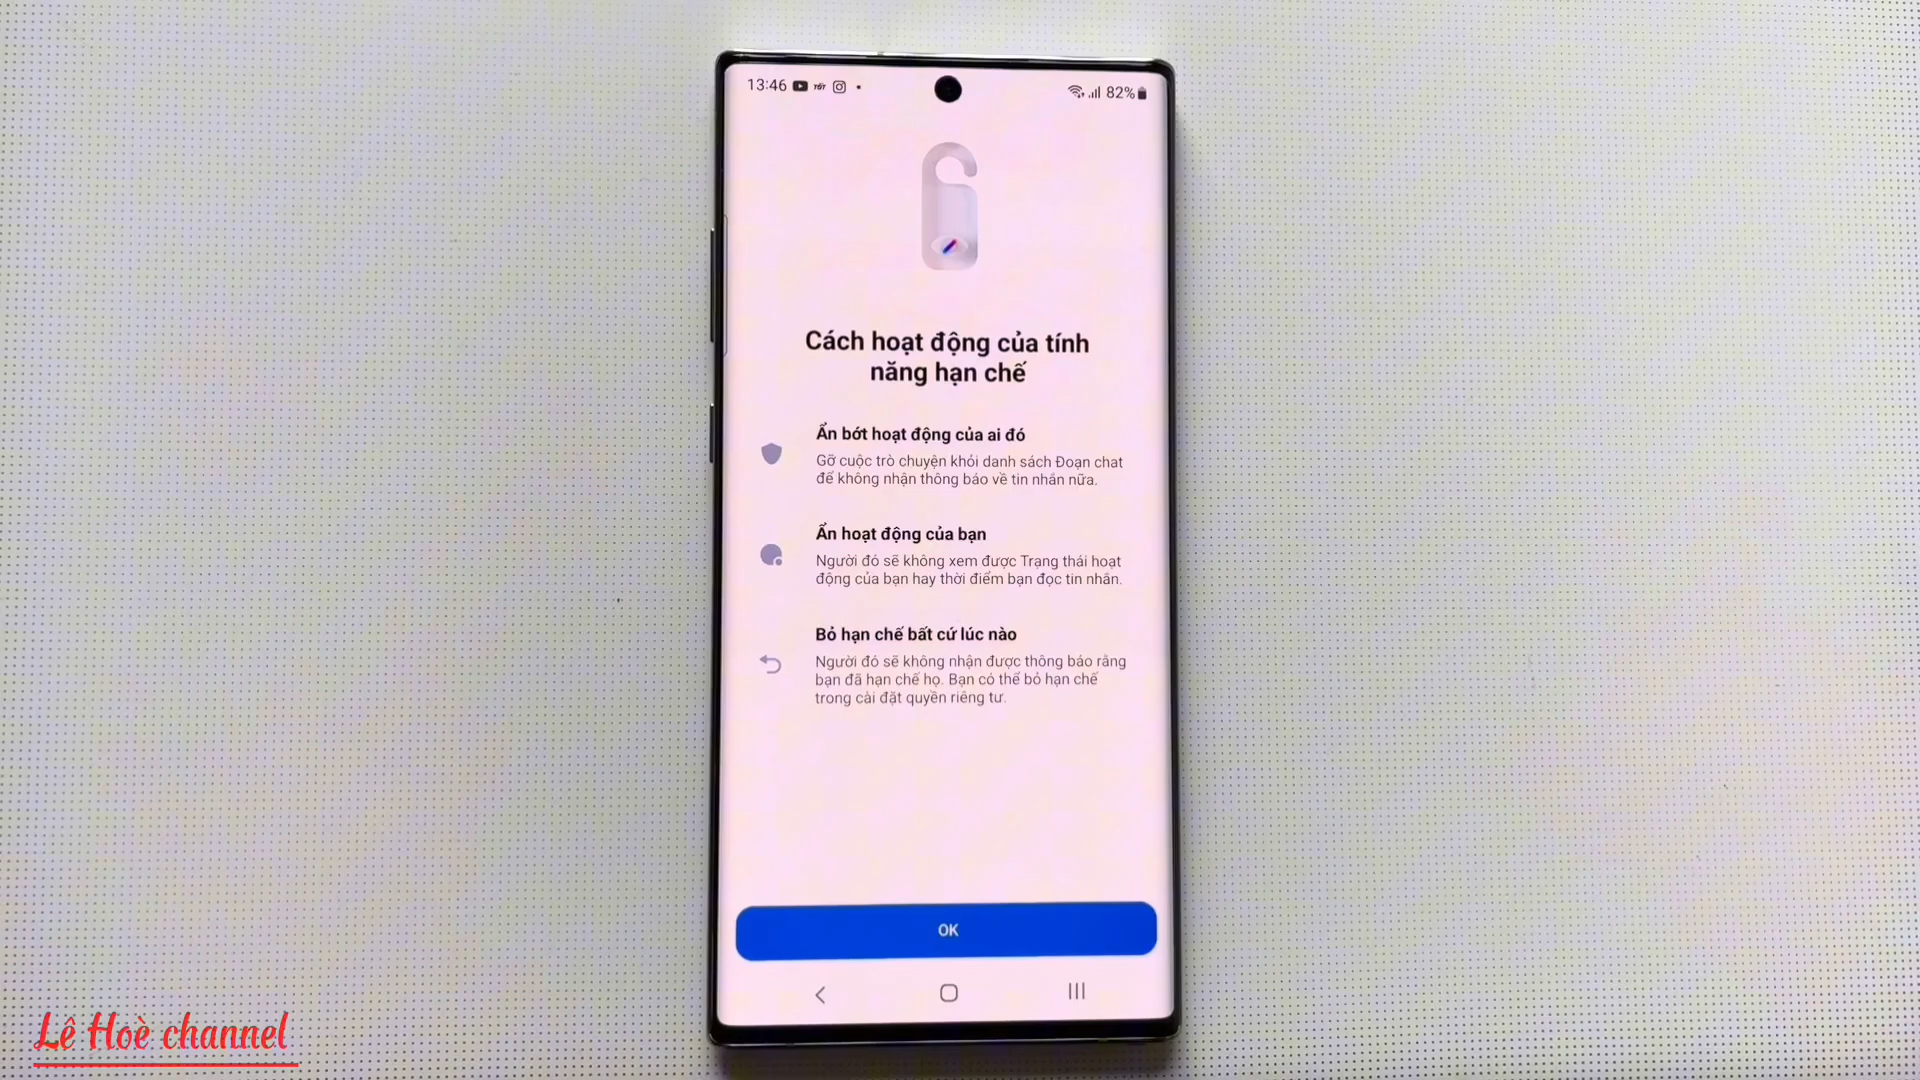 13:46 TỐT 82%
Cách hoạt động của tính
năng hạn chế
Ẩn bớt hoạt động của ai đó
Gỡ cuộc trò chuyện khỏi danh sách Đoạn chat
để không nhận thông báo về tin nhắn nữa.
Ẩn hoạt động của bạn
Người đó sẽ không xem được Trạng thái hoạt
động của bạn hay thời điểm bạn đọc tin nhắn.
Bỏ hạn chế bất cứ lúc nào
Người đó sẽ không nhận được thông báo rằng
bạn đã hạn chế họ. Bạn có thể bỏ hạn chế
trong cài đặt quyền riêng tư.
OK
Lê Hoè channel